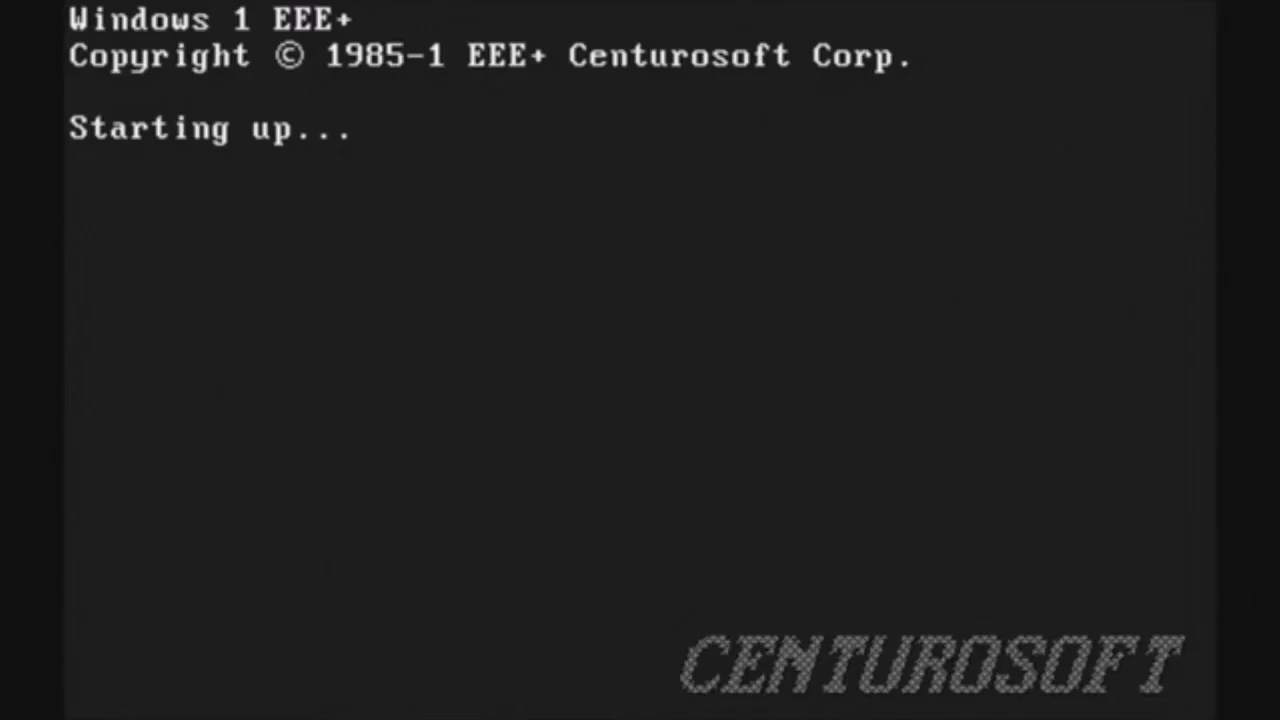 Windows 1 EEE+
Copyright © 1985-1 EEE+ Centurosoft Corp.
Starting up...
CENTUROSOFT